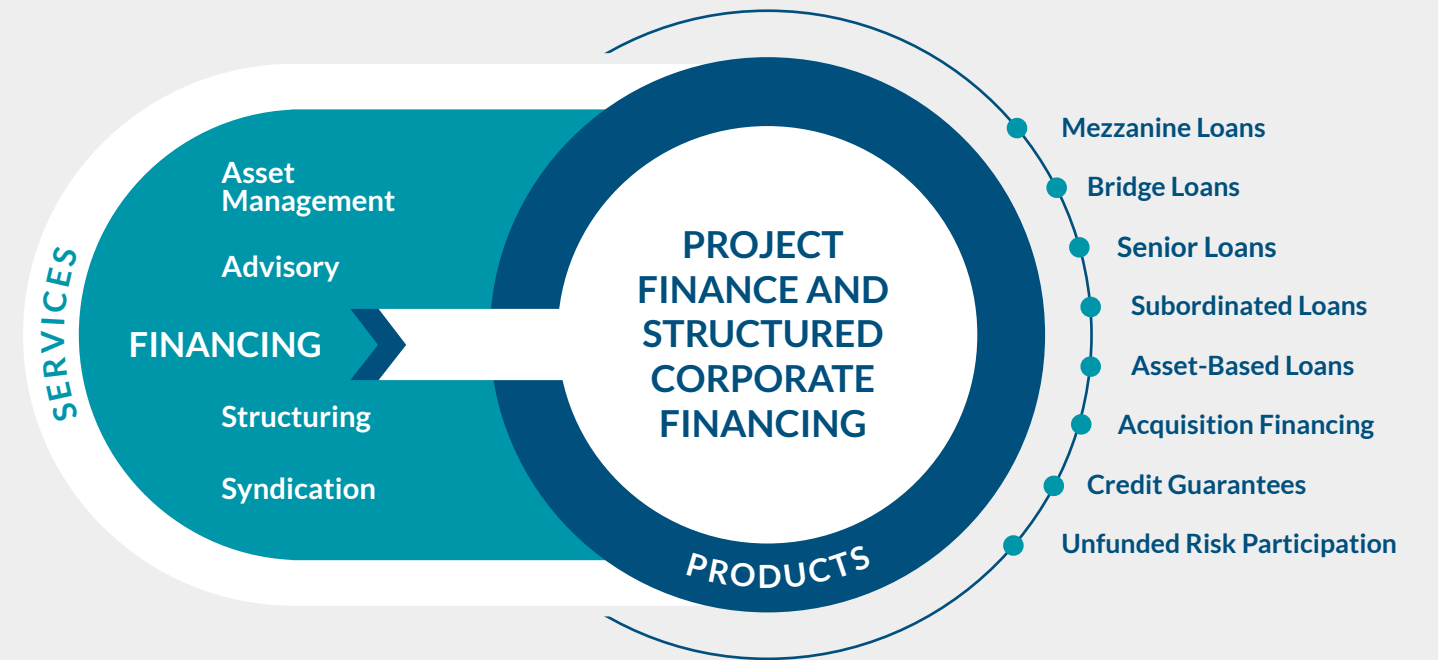 SERVICES
Asset
Management
Advisory
FINANCING
Structuring
Syndication
PROJECT
FINANCE AND
STRUCTURED
CORPORATE
FINANCING
PRODUCTS
Mezzanine Loans
Bridge Loans
Senior Loans
Subordinated Loans
Asset-Based Loans
Acquisition Financing
Credit Guarantees
Unfunded Risk Participation